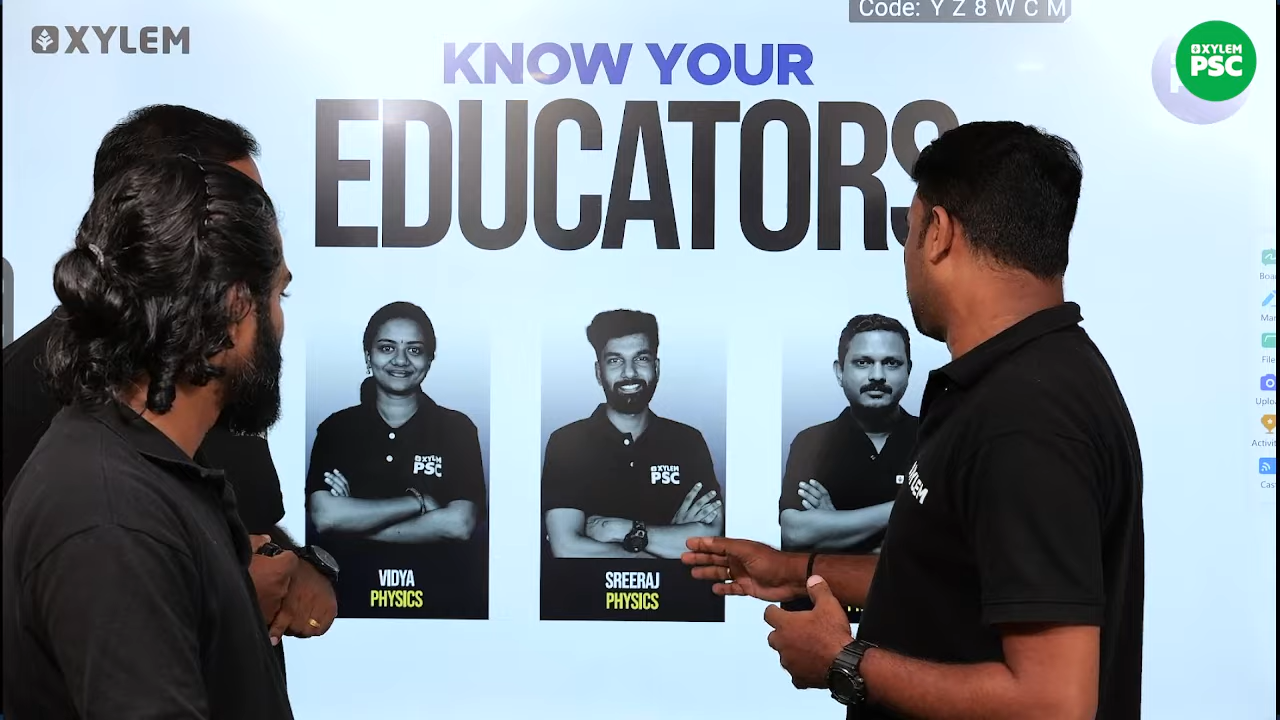 Code: Y Z 8 W C M
XYLEM
XYLEM
PSC
KNOW YOUR
EDUCATORS
XYLEM
PSC
XYLEM
PSC
VIDYA
PHYSICS
SREERAJ
PHYSICS